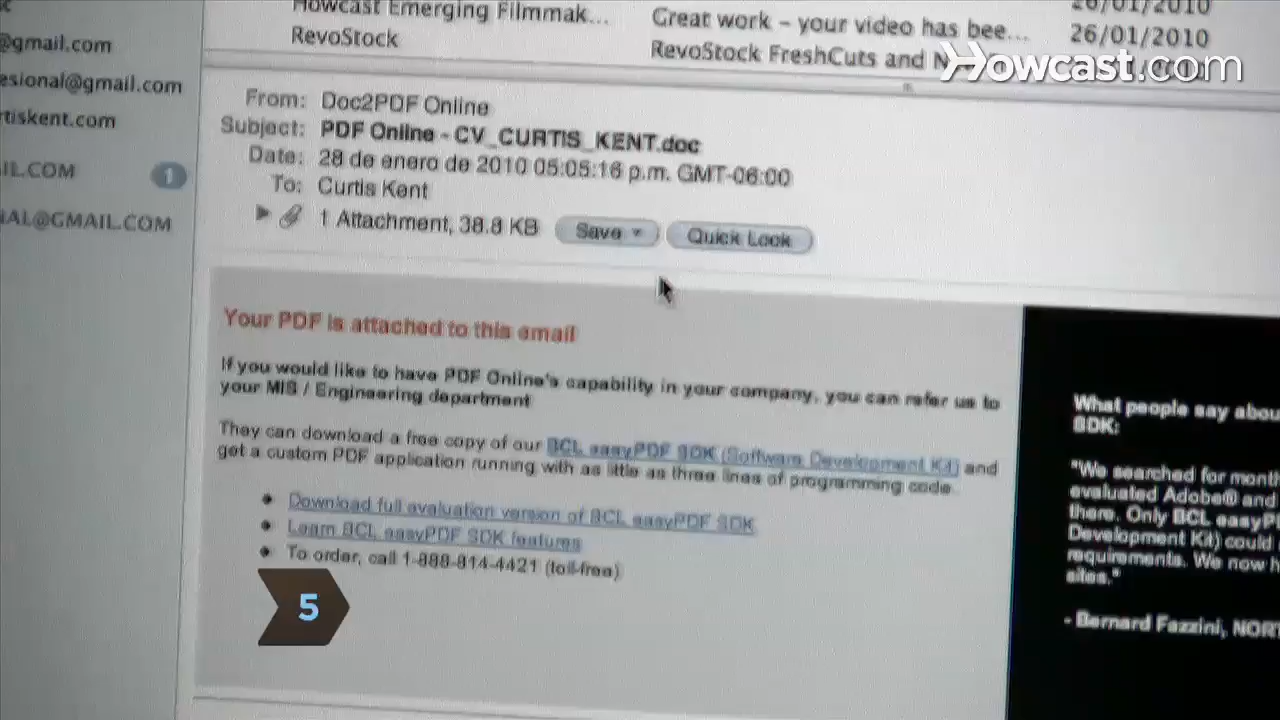 Howcast Emerging Filmmak...
Great work – your video has bee...
26/01/2010
RevoStock
RevoStock FreshCuts and
26/01/2010
Howcast.com
@gmail.com
esional@gmail.com
rtiskent.com
IL.COM
1
NAL@GMAIL.COM
From: Doc2PDF Online
Subject: PDF Online - CV_CURTIS_KENT.doc
Date: 28 de enero de 2010 05:05:16 p.m. GMT-06:00
To: Curtis Kent
1 Attachment, 38.8 KB
Save
Quick Look
Your PDF is attached to this email
If you would like to have PDF Online's capability in your company, you can refer us to
your MIS / Engineering department
They can download a free copy of our BCL easyPDF SDK (Software Development Kit) and
get a custom PDF application running with as little as three lines of programming code.
Download full evaluation version of BCL easyPDF SDK
Learn BCL easyPDF SDK features
To order, call 1-888-814-4421 (toll-free)
5
What people say abou
SDK:
"We searched for month
evaluated Adobe® and
there. Only BCL easyP
Development Kit) could
requirements. We now h
sites."
- Bernard Fazzini, NORT